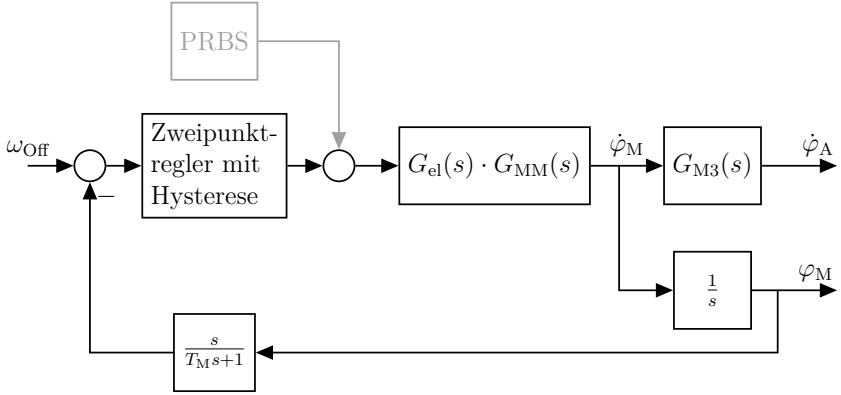 PRBS
ω_Off
Zweipunkt-
regler mit
Hysterese
−
G_el(s) · G_MM(s)
φ̇_M
G_M3(s)
φ̇_A
1/s
φ_M
s/(T_M s+1)